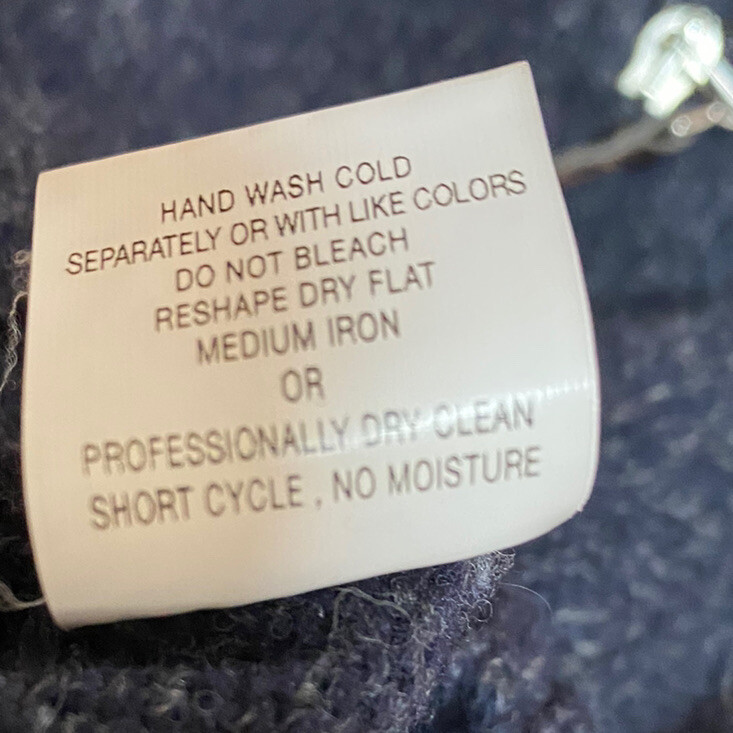 HAND WASH COLD
SEPARATELY OR WITH LIKE COLORS
DO NOT BLEACH
RESHAPE DRY FLAT
MEDIUM IRON
OR
PROFESSIONALLY DRY CLEAN
SHORT CYCLE , NO MOISTURE